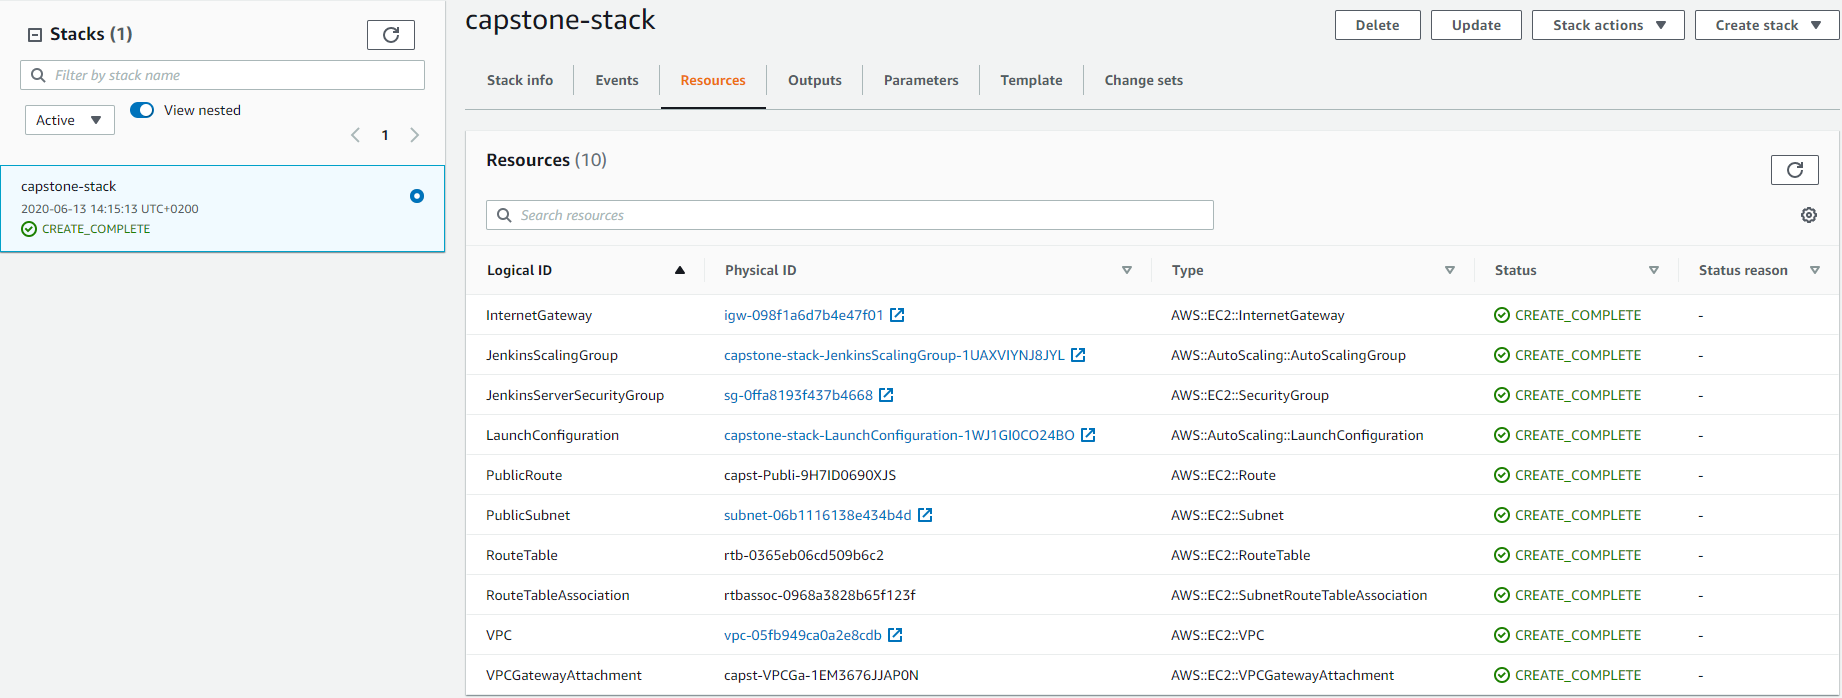 Stacks (1)
Filter by stack name
Active
View nested
1
capstone-stack
2020-06-13 14:15:13 UTC+0200
CREATE_COMPLETE
capstone-stack
Delete
Update
Stack actions
Create stack
Stack info
Events
Resources
Outputs
Parameters
Template
Change sets
Resources (10)
Search resources
Logical ID Physical ID Type Status Status reason
InternetGateway igw-098f1a6d7b4e47f01 AWS::EC2::InternetGateway CREATE_COMPLETE -
JenkinsScalingGroup capstone-stack-JenkinsScalingGroup-1UAXVIYNJ8JYL AWS::AutoScaling::AutoScalingGroup CREATE_COMPLETE -
JenkinsServerSecurityGroup sg-0ffa8193f437b4668 AWS::EC2::SecurityGroup CREATE_COMPLETE -
LaunchConfiguration capstone-stack-LaunchConfiguration-1WJ1GI0CO24BO AWS::AutoScaling::LaunchConfiguration CREATE_COMPLETE -
PublicRoute capst-Publi-9H7ID0690XJS AWS::EC2::Route CREATE_COMPLETE -
PublicSubnet subnet-06b1116138e434b4d AWS::EC2::Subnet CREATE_COMPLETE -
RouteTable rtb-0365eb06cd509b6c2 AWS::EC2::RouteTable CREATE_COMPLETE -
RouteTableAssociation rtbassoc-0968a3828b65f123f AWS::EC2::SubnetRouteTableAssociation CREATE_COMPLETE -
VPC vpc-05fb949ca0a2e8cdb AWS::EC2::VPC CREATE_COMPLETE -
VPCGatewayAttachment capst-VPCGa-1EM3676JJAP0N AWS::EC2::VPCGatewayAttachment CREATE_COMPLETE -